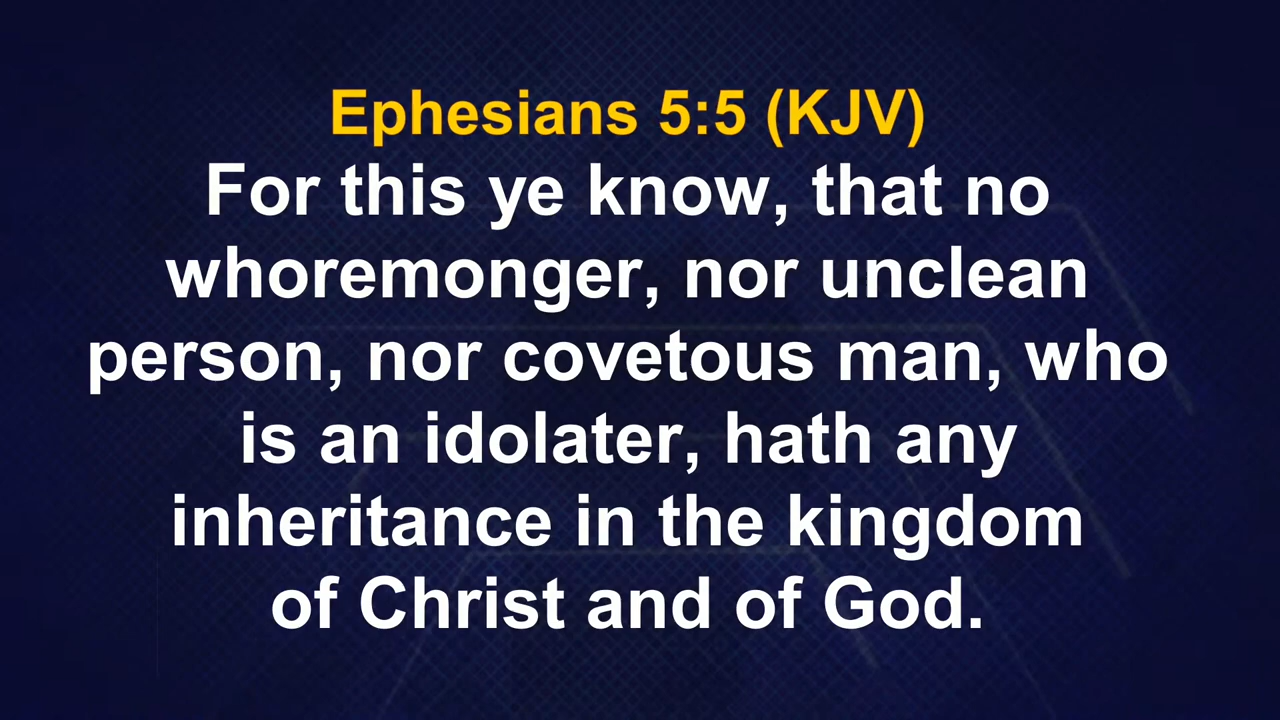 Ephesians 5:5 (KJV)
For this ye know, that no
whoremonger, nor unclean
person, nor covetous man, who
is an idolater, hath any
inheritance in the kingdom
of Christ and of God.